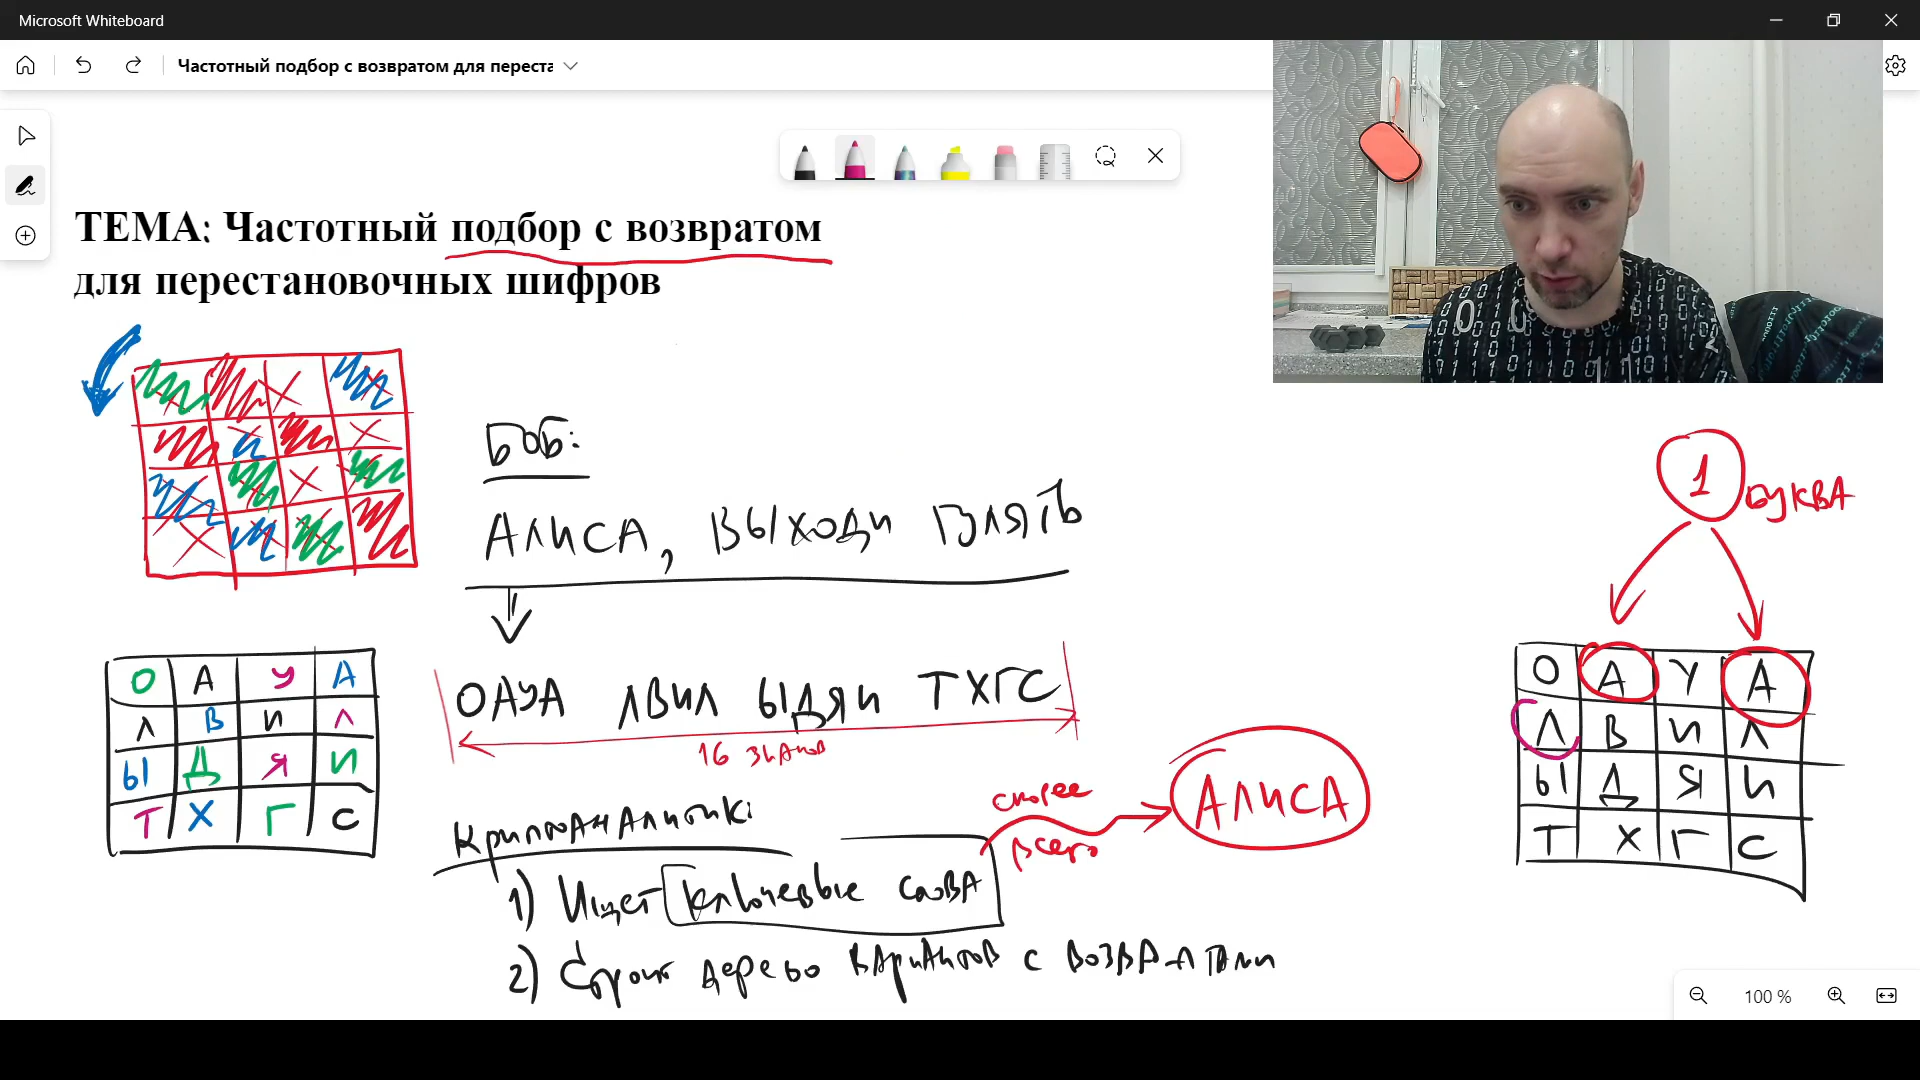 Microsoft Whiteboard
Частотный подбор с возвратом для переста
ТЕМА: Частотный подбор с возвратом
для перестановочных шифров
БОБ:
АЛИСА, ВЫХОДИ ГУЛЯТЬ
ОАУА ЛВИЛ ЫДЯИ ТХГС
16 знаков
О А У А
Л В И Л
Ы Д Я И
Т Х Г С
Криптоаналитик:
1) Ищет ключевые слова
скорее
всего
АЛИСА
2) Строит дерево вариантов с возвратами
1 БУКВА
О А У А
Л В И Л
Ы Д Я И
Т Х Г С
100 %